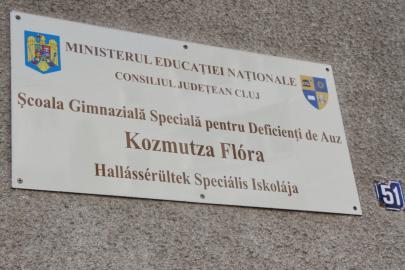 MINISTERUL EDUCAȚIEI NAȚIONALE
CONSILIUL JUDEȚEAN CLUJ
Școala Gimnazială Specială pentru Deficienți de Auz
Kozmutza Flóra
Hallássérültek Speciális Iskolája
51